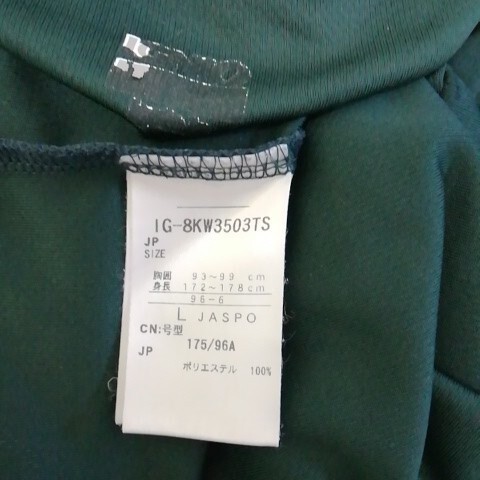 IG-8KW3503TS
JP
SIZE
胸囲 93~99 cm
身長 172~178 cm
96-6
L JASPO
CN:号型
JP 175/96A
ポリエステル 100%